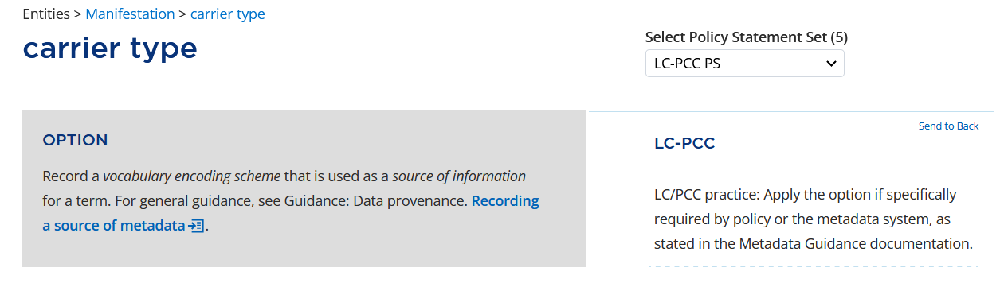 Entities > Manifestation > carrier type
carrier type
Select Policy Statement Set (5)
LC-PCC PS
OPTION
Record a vocabulary encoding scheme that is used as a source of information
for a term. For general guidance, see Guidance: Data provenance. Recording
a source of metadata.
Send to Back
LC-PCC
LC/PCC practice: Apply the option if specifically
required by policy or the metadata system, as
stated in the Metadata Guidance documentation.